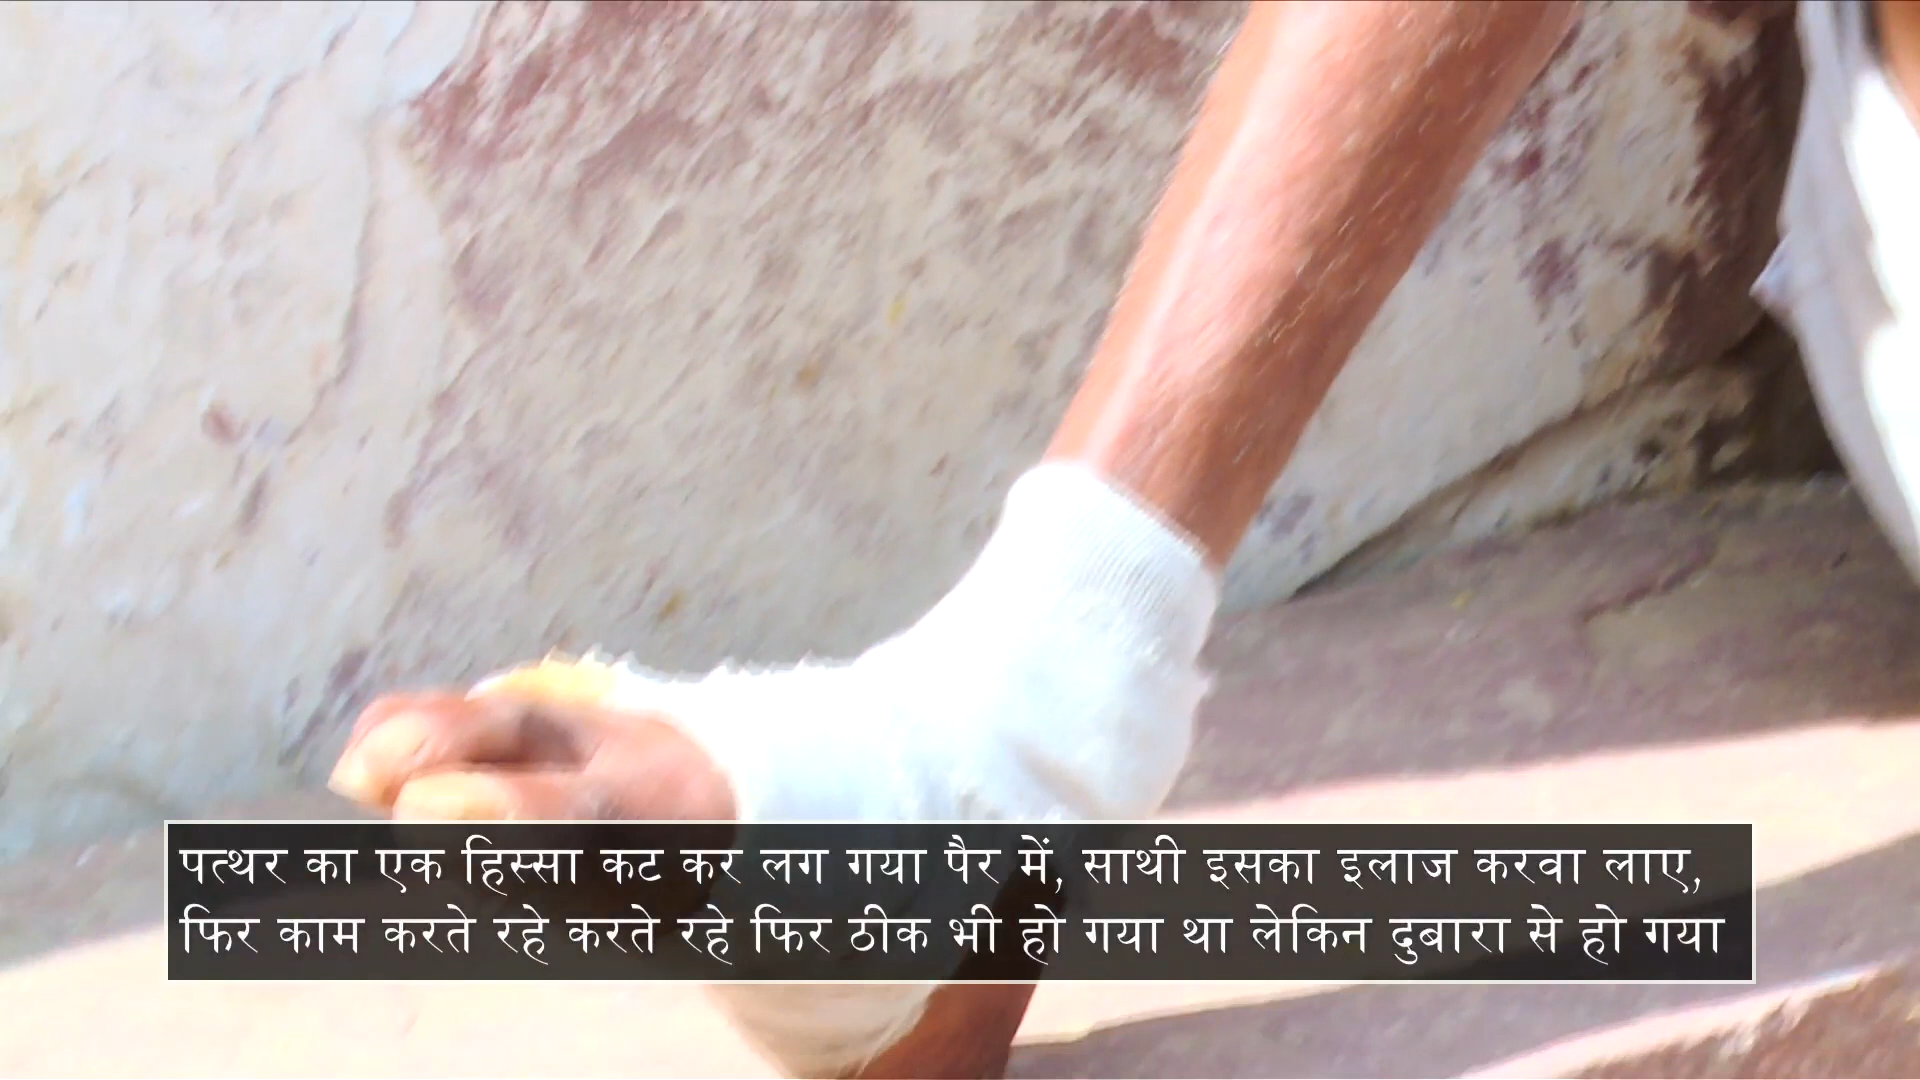 पत्थर का एक हिस्सा कट कर लग गया पैर में, साथी इसका इलाज करवा लाए,
फिर काम करते रहे करते रहे फिर ठीक भी हो गया था लेकिन दुबारा से हो गया